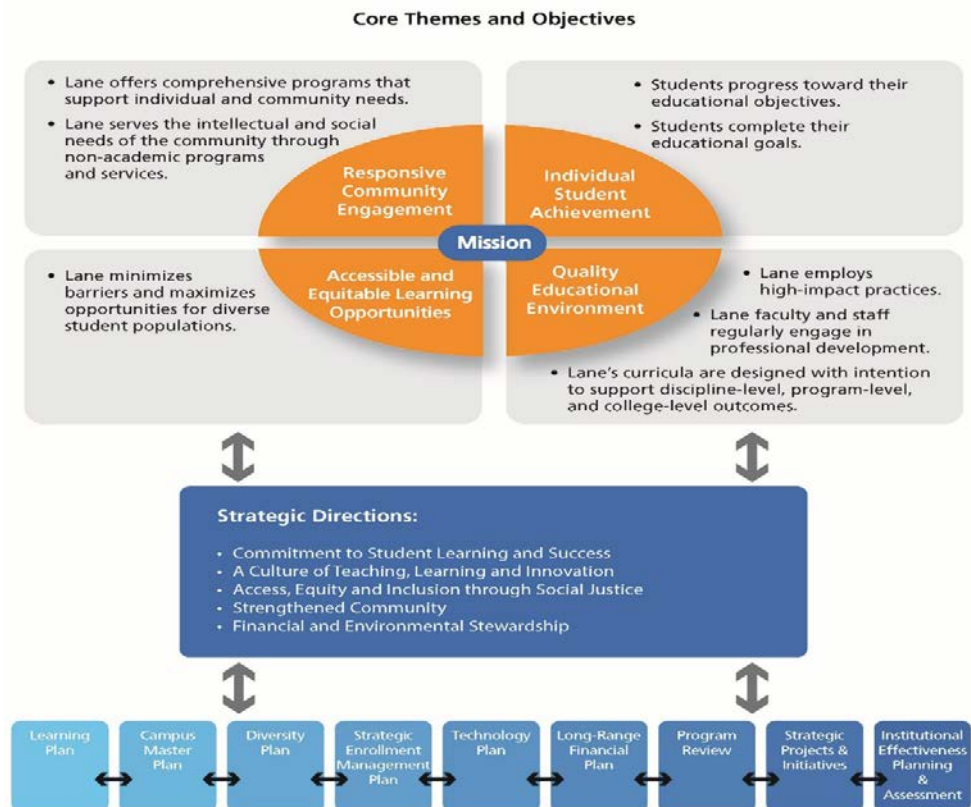 Core Themes and Objectives
• Lane offers comprehensive programs that
support individual and community needs.
• Lane serves the intellectual and social
needs of the community through
non-academic programs
and services.
• Students progress toward their
educational objectives.
• Students complete their
educational goals.
Responsive
Community
Engagement
Individual
Student
Achievement
Mission
Accessible and
Equitable Learning
Opportunities
Quality
Educational
Environment
• Lane minimizes
barriers and maximizes
opportunities for diverse
student populations.
• Lane employs
high-impact practices.
• Lane faculty and staff
regularly engage in
professional development.
• Lane's curricula are designed with intention
to support discipline-level, program-level,
and college-level outcomes.
Strategic Directions:
• Commitment to Student Learning and Success
• A Culture of Teaching, Learning and Innovation
• Access, Equity and Inclusion through Social Justice
• Strengthened Community
• Financial and Environmental Stewardship
Learning
Plan
Campus
Master
Plan
Diversity
Plan
Strategic
Enrollment
Management
Plan
Technology
Plan
Long-Range
Financial
Plan
Program
Review
Strategic
Projects &
Initiatives
Institutional
Effectiveness
Planning
&
Assessment